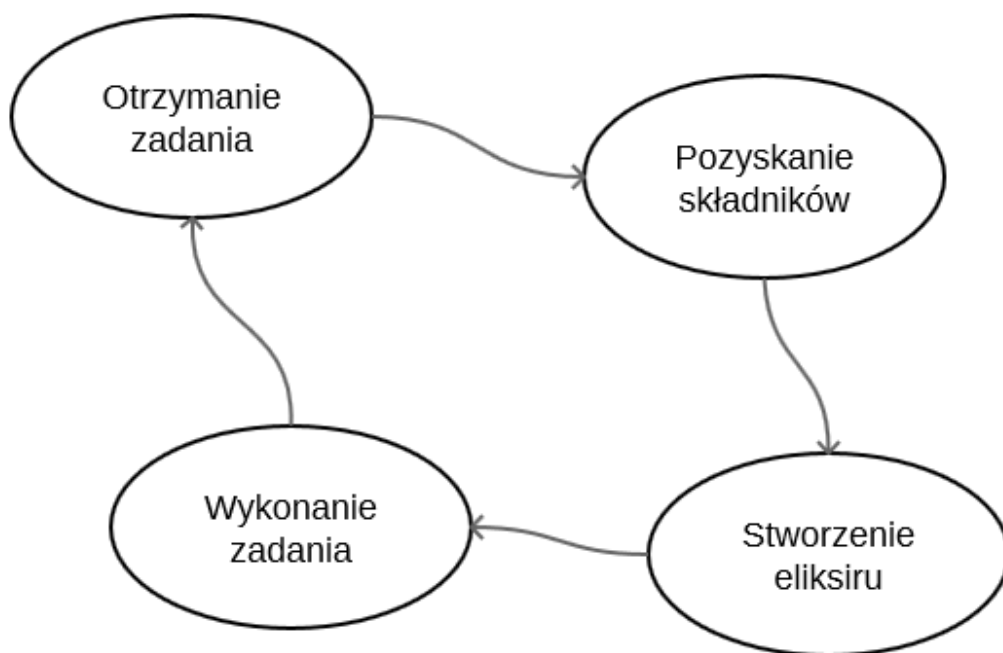 Otrzymanie
zadania
Pozyskanie
składników
Stworzenie
eliksiru
Wykonanie
zadania